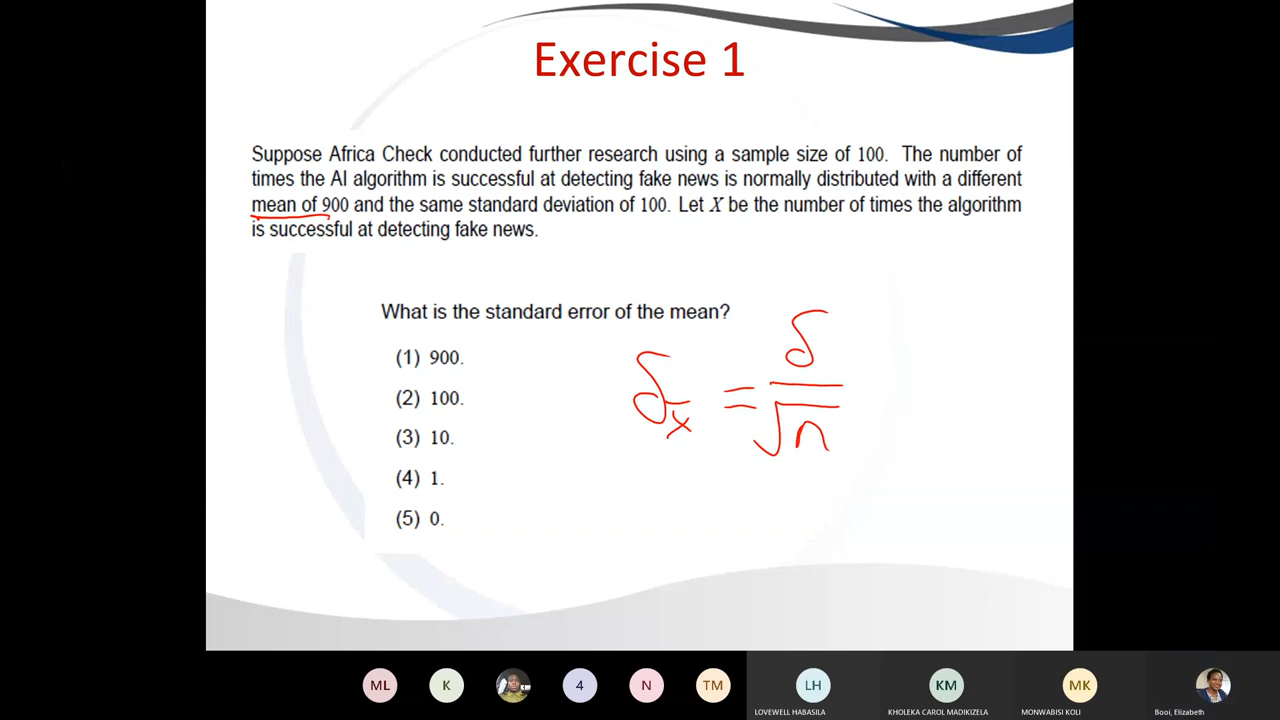 Exercise 1
Suppose Africa Check conducted further research using a sample size of 100. The number of
times the AI algorithm is successful at detecting fake news is normally distributed with a different
mean of 900 and the same standard deviation of 100. Let X be the number of times the algorithm
is successful at detecting fake news.
What is the standard error of the mean?
(1) 900.
(2) 100.
(3) 10.
(4) 1.
(5) 0.
δx̄ = δ/√n
ML K 4 N TM LH KM MK
LOVEWELL HABASILA KHOLEKA CAROL MADIKIZELA MONWABISI KOLI Booi, Elizabeth